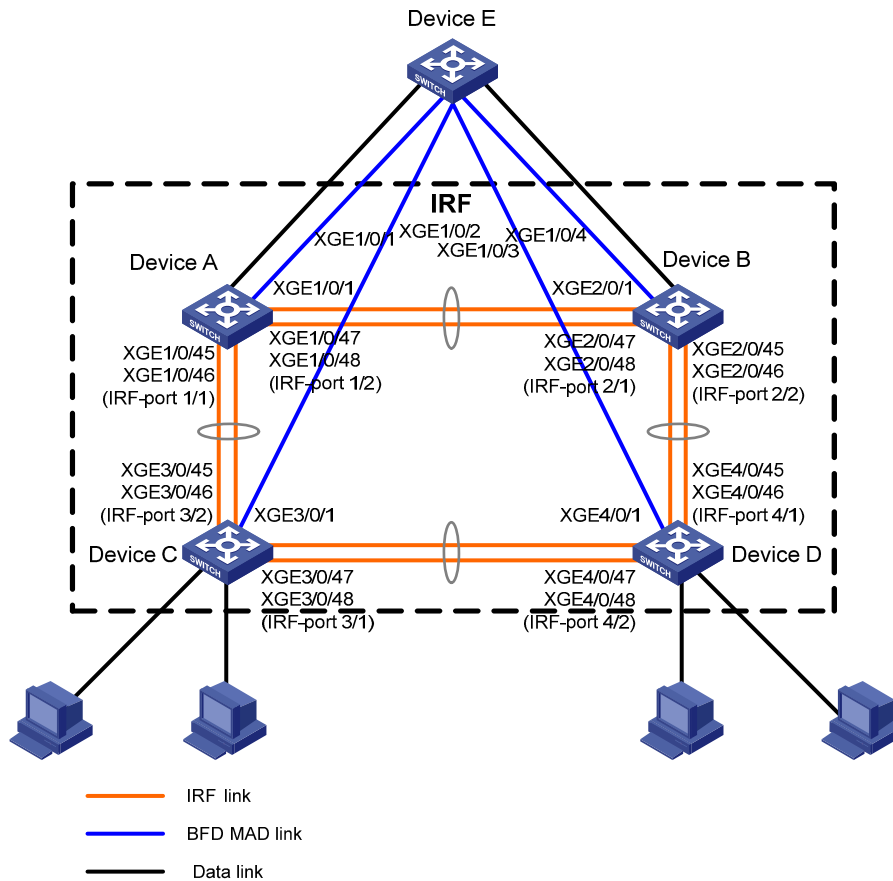 Device E
SWITCH
IRF
XGE1/0/1
XGE1/0/2
XGE1/0/3
XGE1/0/4
Device A
Device B
XGE1/0/1
XGE2/0/1
SWITCH
SWITCH
XGE1/0/45
XGE1/0/46
(IRF-port 1/1)
XGE1/0/47
XGE1/0/48
(IRF-port 1/2)
XGE2/0/47
XGE2/0/48
(IRF-port 2/1)
XGE2/0/45
XGE2/0/46
(IRF-port 2/2)
XGE3/0/45
XGE3/0/46
(IRF-port 3/2)
XGE4/0/45
XGE4/0/46
(IRF-port 4/1)
XGE3/0/1
XGE4/0/1
Device C
SWITCH
SWITCH
Device D
XGE3/0/47
XGE3/0/48
(IRF-port 3/1)
XGE4/0/47
XGE4/0/48
(IRF-port 4/2)
IRF link
BFD MAD link
Data link